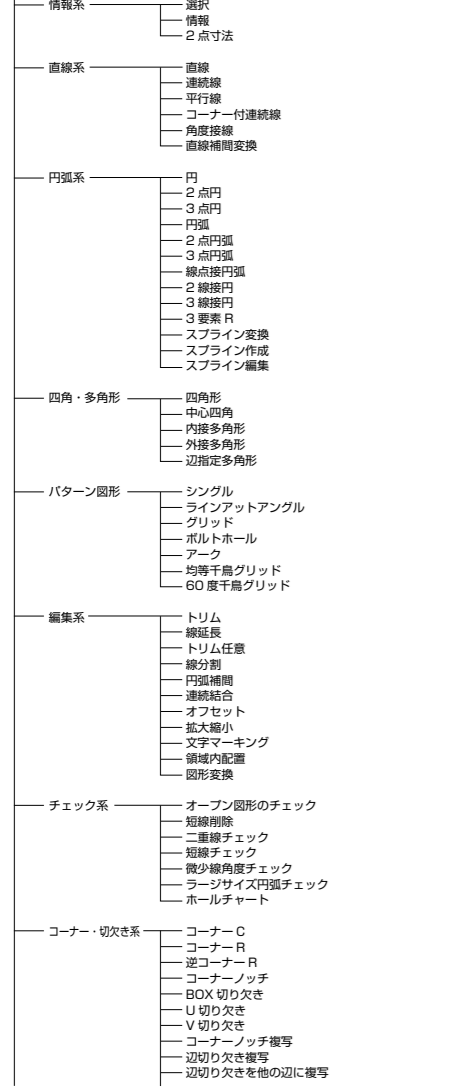 情報系
選択
情報
2 点寸法
直線系
直線
連続線
平行線
コーナー付連続線
角度接線
直線補間変換
円弧系
円
2 点円
3 点円
円弧
2 点円弧
3 点円弧
線点接円弧
2 線接円
3 線接円
3 要素 R
スプライン変換
スプライン作成
スプライン編集
四角・多角形
四角形
中心四角
内接多角形
外接多角形
辺指定多角形
パターン図形
シングル
ラインアットアングル
グリッド
ボルトホール
アーク
均等千鳥グリッド
60 度千鳥グリッド
編集系
トリム
線延長
トリム任意
線分割
円弧補間
連続結合
オフセット
拡大縮小
文字マーキング
領域内配置
図形変換
チェック系
オープン図形のチェック
短線削除
二重線チェック
短線チェック
微少線角度チェック
ラージサイズ円弧チェック
ホールチャート
コーナー・切欠き系
コーナー C
コーナー R
逆コーナー R
コーナーノッチ
BOX 切り欠き
U 切り欠き
V 切り欠き
コーナーノッチ複写
辺切り欠き複写
辺切り欠きを他の辺に複写